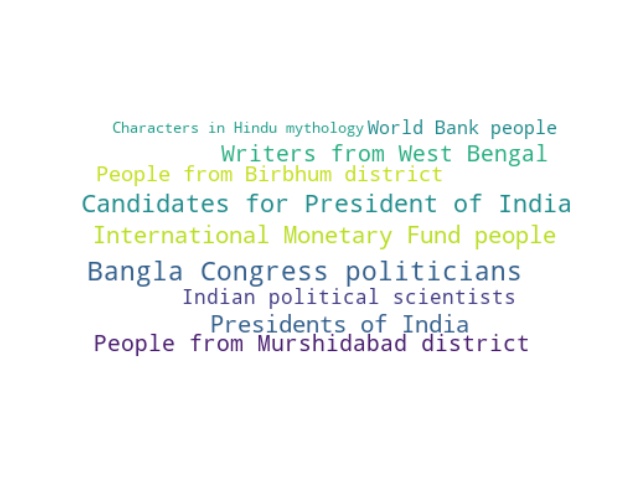 Characters in Hindu mythology World Bank people
Writers from West Bengal
People from Birbhum district
Candidates for President of India
International Monetary Fund people
Bangla Congress politicians
Indian political scientists
Presidents of India
People from Murshidabad district